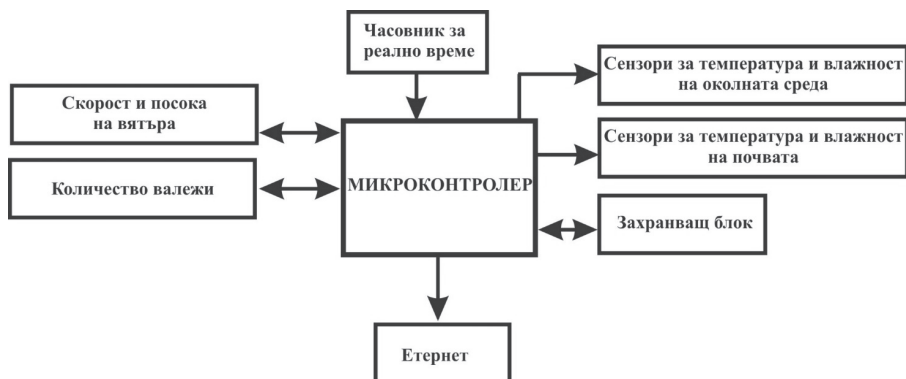 Часовник за
реално време
Сензори за температура и влажност
на околната среда
Скорост и посока
на вятъра
Сензори за температура и влажност
на почвата
Количество валежи
МИКРОКОНТРОЛЕР
Захранващ блок
Етернет